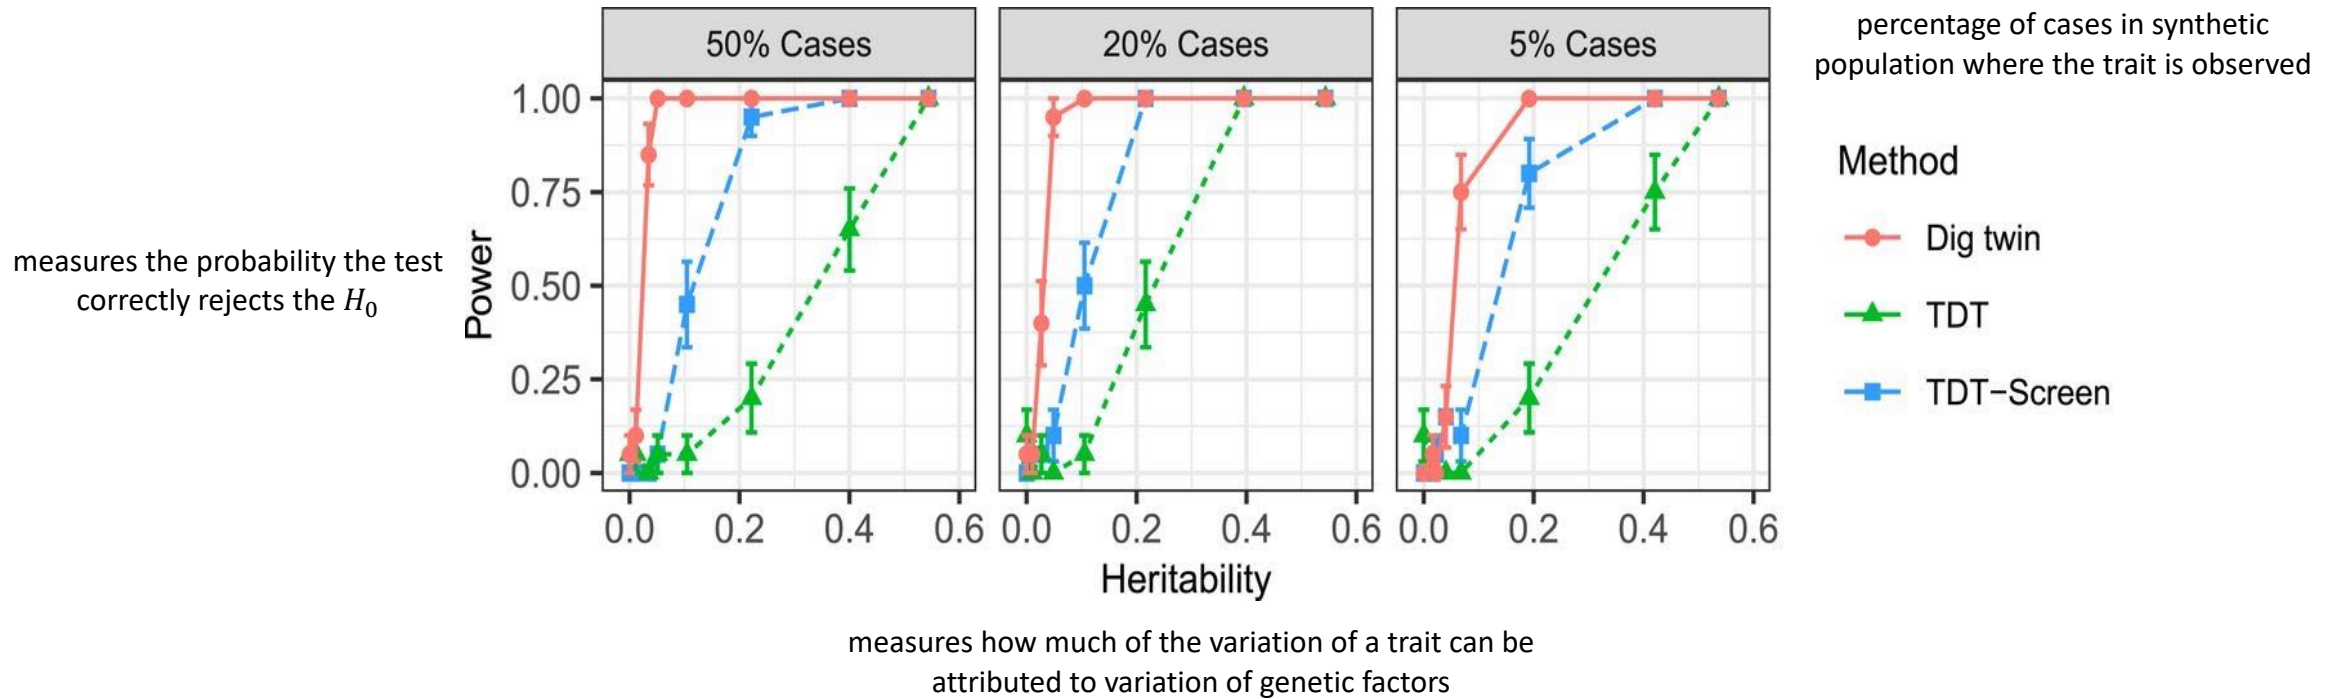 50% Cases
20% Cases
5% Cases
percentage of cases in synthetic
population where the trait is observed
measures the probability the test
correctly rejects the H₀
Power
1.00
0.75
0.50
0.25
0.00
0.0 0.2 0.4 0.6
0.0 0.2 0.4 0.6
0.0 0.2 0.4 0.6
Heritability
measures how much of the variation of a trait can be
attributed to variation of genetic factors
Method
Dig twin
TDT
TDT−Screen